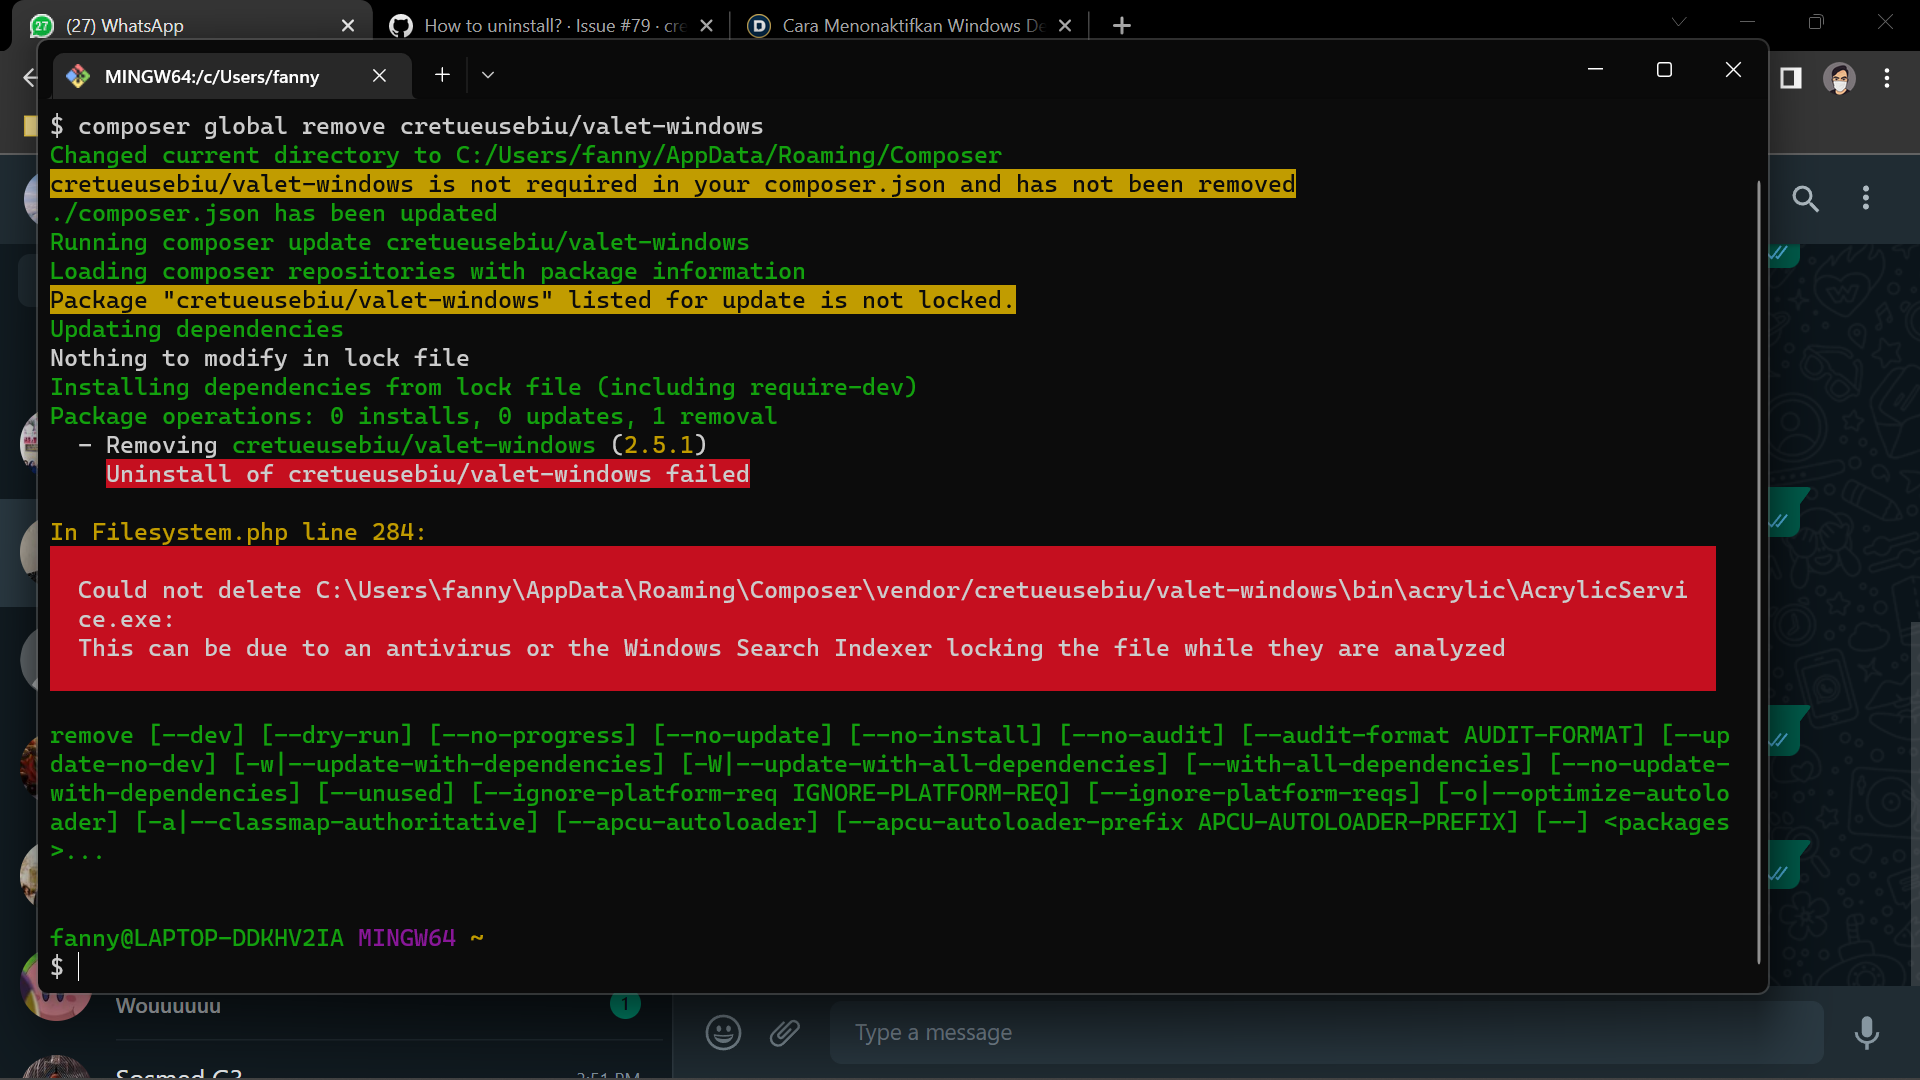 27 (27) WhatsApp
How to uninstall? · Issue #79 · cre
Cara Menonaktifkan Windows De
MINGW64:/c/Users/fanny
$ composer global remove cretueusebiu/valet-windows
Changed current directory to C:/Users/fanny/AppData/Roaming/Composer
cretueusebiu/valet-windows is not required in your composer.json and has not been removed
./composer.json has been updated
Running composer update cretueusebiu/valet-windows
Loading composer repositories with package information
Package "cretueusebiu/valet-windows" listed for update is not locked.
Updating dependencies
Nothing to modify in lock file
Installing dependencies from lock file (including require-dev)
Package operations: 0 installs, 0 updates, 1 removal
- Removing cretueusebiu/valet-windows (2.5.1)
Uninstall of cretueusebiu/valet-windows failed
In Filesystem.php line 284:
Could not delete C:\Users\fanny\AppData\Roaming\Composer\vendor/cretueusebiu/valet-windows\bin\acrylic\AcrylicServi
ce.exe:
This can be due to an antivirus or the Windows Search Indexer locking the file while they are analyzed
remove [--dev] [--dry-run] [--no-progress] [--no-update] [--no-install] [--no-audit] [--audit-format AUDIT-FORMAT] [--up
date-no-dev] [-w|--update-with-dependencies] [-W|--update-with-all-dependencies] [--with-all-dependencies] [--no-update-
with-dependencies] [--unused] [--ignore-platform-req IGNORE-PLATFORM-REQ] [--ignore-platform-reqs] [-o|--optimize-autolo
ader] [-a|--classmap-authoritative] [--apcu-autoloader] [--apcu-autoloader-prefix APCU-AUTOLOADER-PREFIX] [--] <packages
>...
fanny@LAPTOP-DDKHV2IA MINGW64 ~
$
Wouuuuuu 1
Type a message
Sosmed C3 3:51 PM